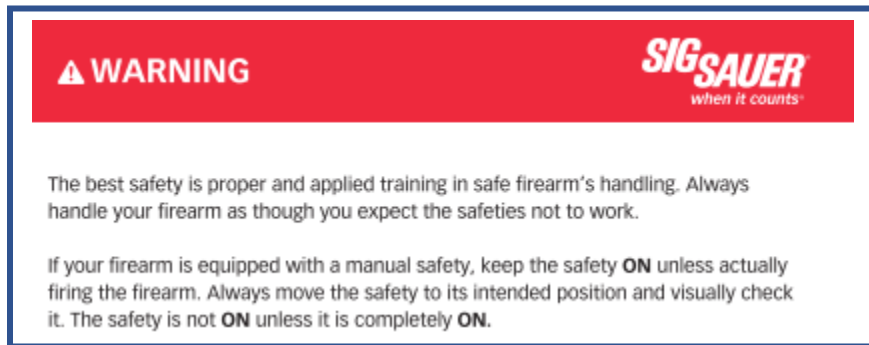 WARNING
SIG SAUER
when it counts
The best safety is proper and applied training in safe firearm's handling. Always
handle your firearm as though you expect the safeties not to work.
If your firearm is equipped with a manual safety, keep the safety ON unless actually
firing the firearm. Always move the safety to its intended position and visually check
it. The safety is not ON unless it is completely ON.